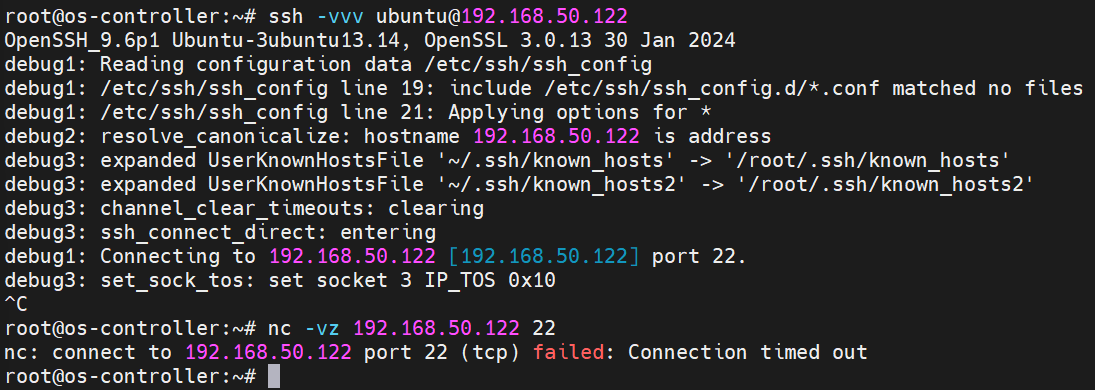 root@os-controller:~# ssh -vvv ubuntu@192.168.50.122
OpenSSH_9.6p1 Ubuntu-3ubuntu13.14, OpenSSL 3.0.13 30 Jan 2024
debug1: Reading configuration data /etc/ssh/ssh_config
debug1: /etc/ssh/ssh_config line 19: include /etc/ssh/ssh_config.d/*.conf matched no files
debug1: /etc/ssh/ssh_config line 21: Applying options for *
debug2: resolve_canonicalize: hostname 192.168.50.122 is address
debug3: expanded UserKnownHostsFile '~/.ssh/known_hosts' -> '/root/.ssh/known_hosts'
debug3: expanded UserKnownHostsFile '~/.ssh/known_hosts2' -> '/root/.ssh/known_hosts2'
debug3: channel_clear_timeouts: clearing
debug3: ssh_connect_direct: entering
debug1: Connecting to 192.168.50.122 [192.168.50.122] port 22.
debug3: set_sock_tos: set socket 3 IP_TOS 0x10
^C
root@os-controller:~# nc -vz 192.168.50.122 22
nc: connect to 192.168.50.122 port 22 (tcp) failed: Connection timed out
root@os-controller:~#